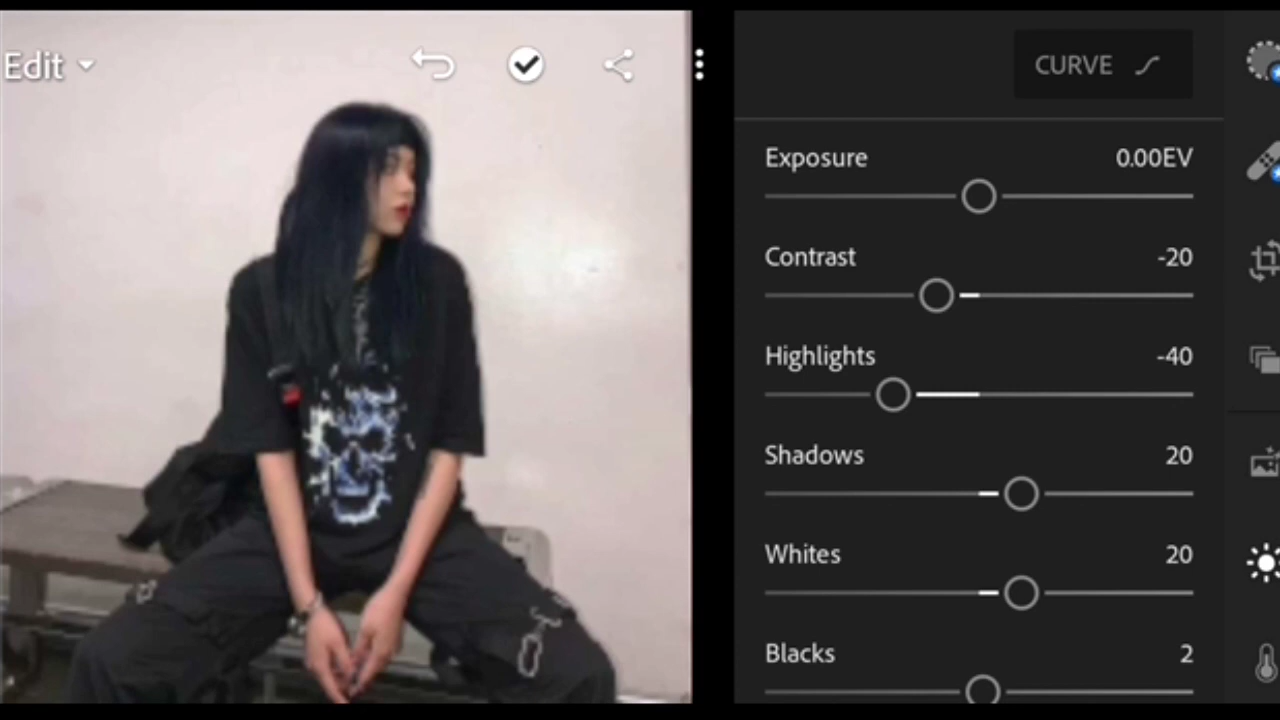 Edit
CURVE
Exposure 0.00EV
Contrast -20
Highlights -40
Shadows 20
Whites 20
Blacks 2